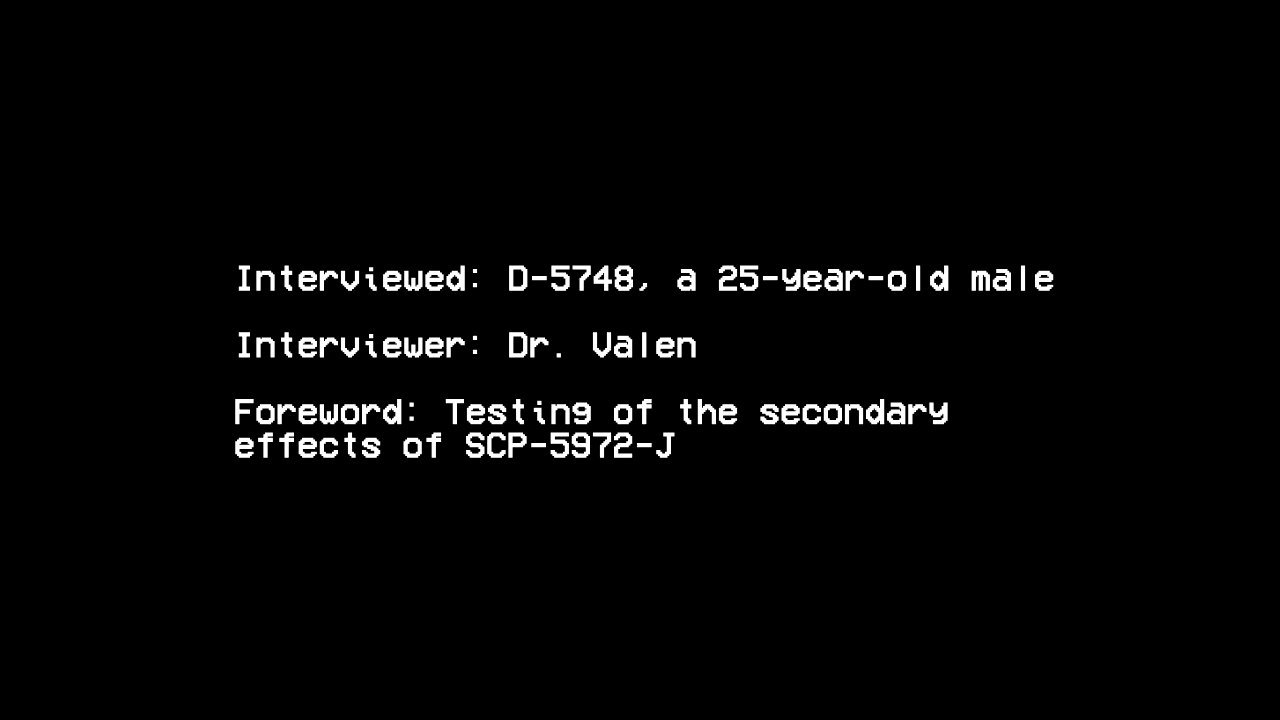 Interviewed: D-5748, a 25-year-old male
Interviewer: Dr. Valen
Foreword: Testing of the secondary
effects of SCP-5972-J